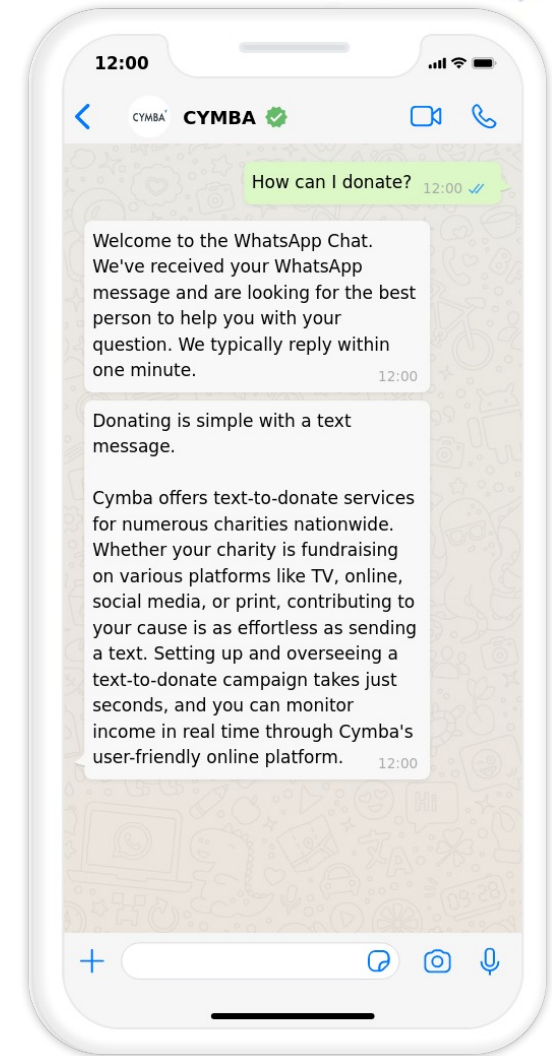 12:00
CYMBA
CYMBA
How can I donate?
12:00
Welcome to the WhatsApp Chat.
We've received your WhatsApp
message and are looking for the best
person to help you with your
question. We typically reply within
one minute.
12:00
Donating is simple with a text
message.
Cymba offers text-to-donate services
for numerous charities nationwide.
Whether your charity is fundraising
on various platforms like TV, online,
social media, or print, contributing to
your cause is as effortless as sending
a text. Setting up and overseeing a
text-to-donate campaign takes just
seconds, and you can monitor
income in real time through Cymba's
user-friendly online platform.
12:00
Hi
03:28